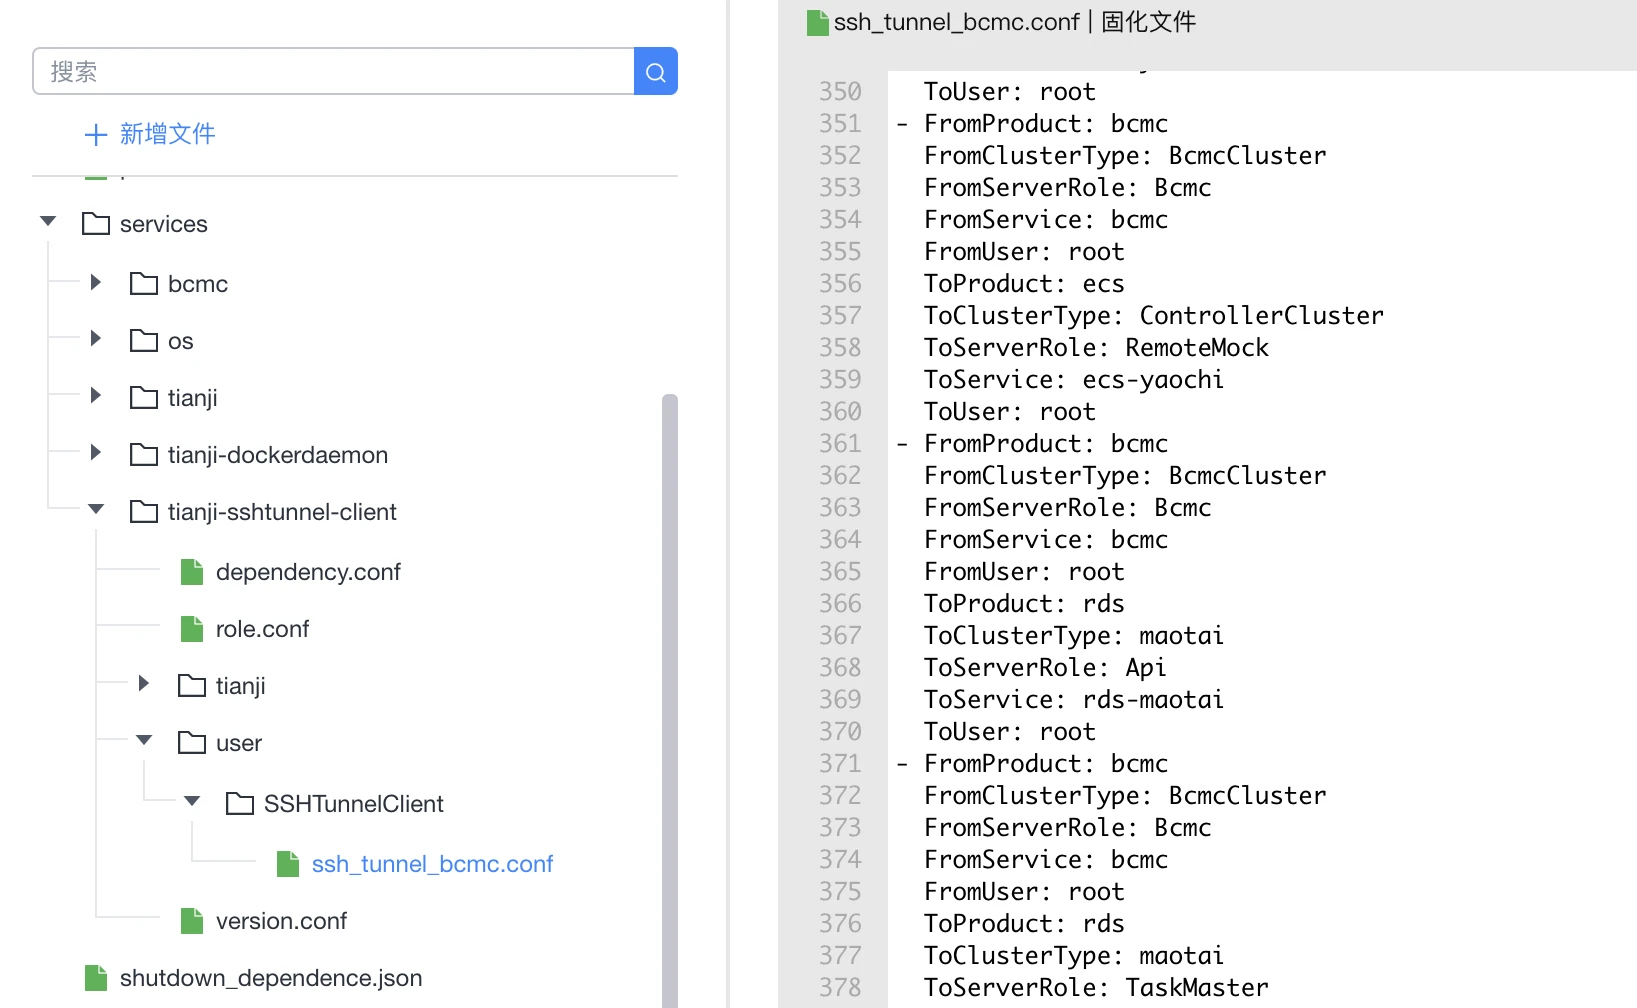 搜索
新增文件
services
bcmc
os
tianji
tianji-dockerdaemon
tianji-sshtunnel-client
dependency.conf
role.conf
tianji
user
SSHTunnelClient
ssh_tunnel_bcmc.conf
version.conf
shutdown_dependence.json
ssh_tunnel_bcmc.conf | 固化文件
350 ToUser: root
351 - FromProduct: bcmc
352 FromClusterType: BcmcCluster
353 FromServerRole: Bcmc
354 FromService: bcmc
355 FromUser: root
356 ToProduct: ecs
357 ToClusterType: ControllerCluster
358 ToServerRole: RemoteMock
359 ToService: ecs-yaochi
360 ToUser: root
361 - FromProduct: bcmc
362 FromClusterType: BcmcCluster
363 FromServerRole: Bcmc
364 FromService: bcmc
365 FromUser: root
366 ToProduct: rds
367 ToClusterType: maotai
368 ToServerRole: Api
369 ToService: rds-maotai
370 ToUser: root
371 - FromProduct: bcmc
372 FromClusterType: BcmcCluster
373 FromServerRole: Bcmc
374 FromService: bcmc
375 FromUser: root
376 ToProduct: rds
377 ToClusterType: maotai
378 ToServerRole: TaskMaster